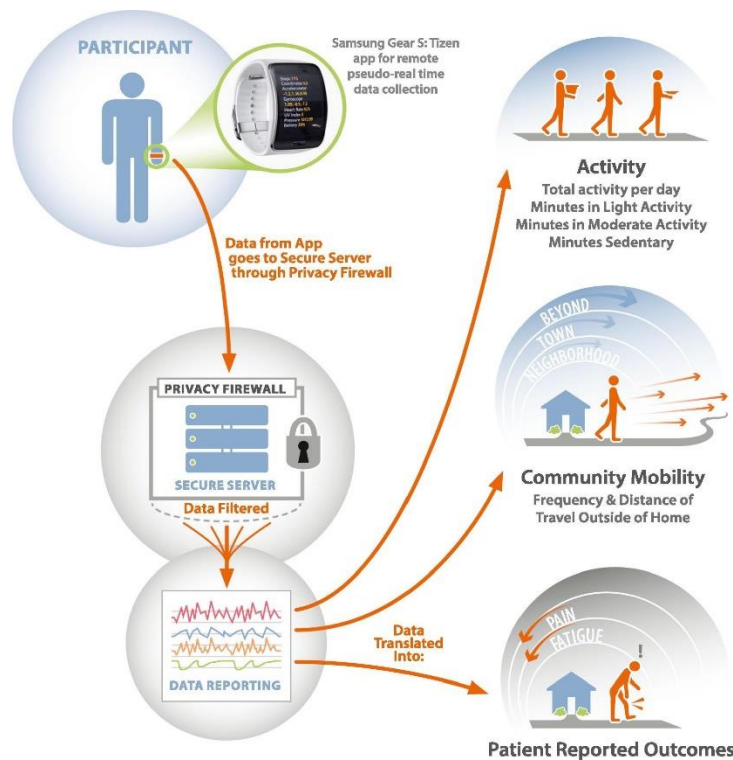 PARTICIPANT
Samsung Gear S: Tizen
app for remote
pseudo-real time
data collection
Data from App
goes to Secure Server
through Privacy Firewall
PRIVACY FIREWALL
SECURE SERVER
Data Filtered
DATA REPORTING
Data
Translated
Into:
Activity
Total activity per day
Minutes in Light Activity
Minutes in Moderate Activity
Minutes Sedentary
BEYOND
TOWN
NEIGHBORHOOD
Community Mobility
Frequency & Distance of
Travel Outside of Home
PAIN
FATIGUE
!
Patient Reported Outcomes